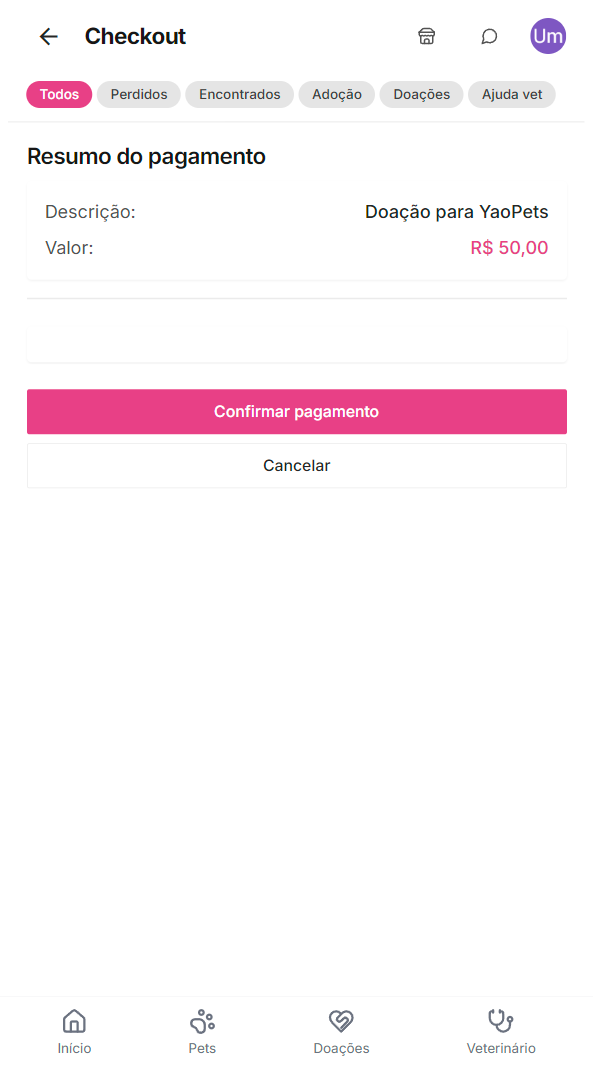 Checkout
Um
Todos Perdidos Encontrados Adoção Doações Ajuda vet
Resumo do pagamento
Descrição: Doação para YaoPets
Valor: R$ 50,00
Confirmar pagamento
Cancelar
Início Pets Doações Veterinário